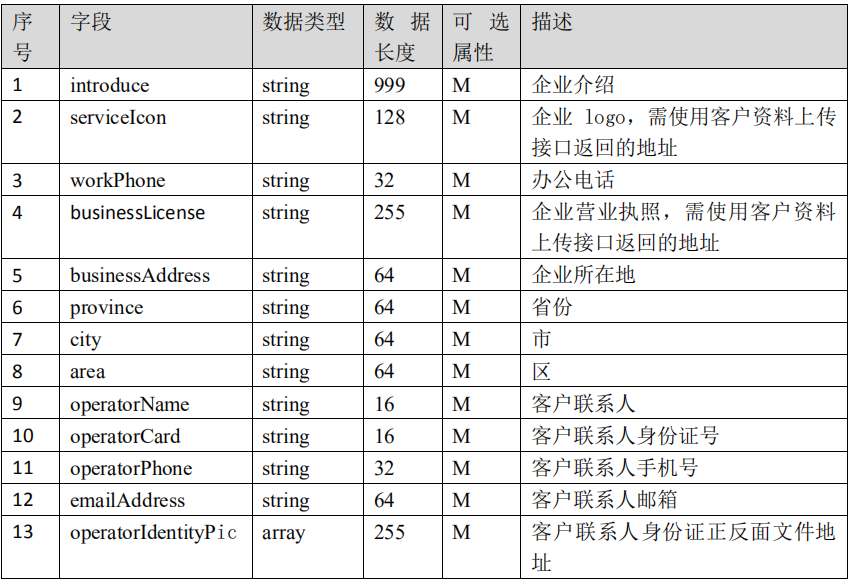 序 字段 数据类型 数 据 可 选 描述
号 长度 属性
1 introduce string 999 M 企业介绍
2 serviceIcon string 128 M 企业 logo，需使用客户资料上传
接口返回的地址
3 workPhone string 32 M 办公电话
4 businessLicense string 255 M 企业营业执照，需使用客户资料
上传接口返回的地址
5 businessAddress string 64 M 企业所在地
6 province string 64 M 省份
7 city string 64 M 市
8 area string 64 M 区
9 operatorName string 16 M 客户联系人
10 operatorCard string 16 M 客户联系人身份证号
11 operatorPhone string 32 M 客户联系人手机号
12 emailAddress string 64 M 客户联系人邮箱
13 operatorIdentityPic array 255 M 客户联系人身份证正反面文件地
址